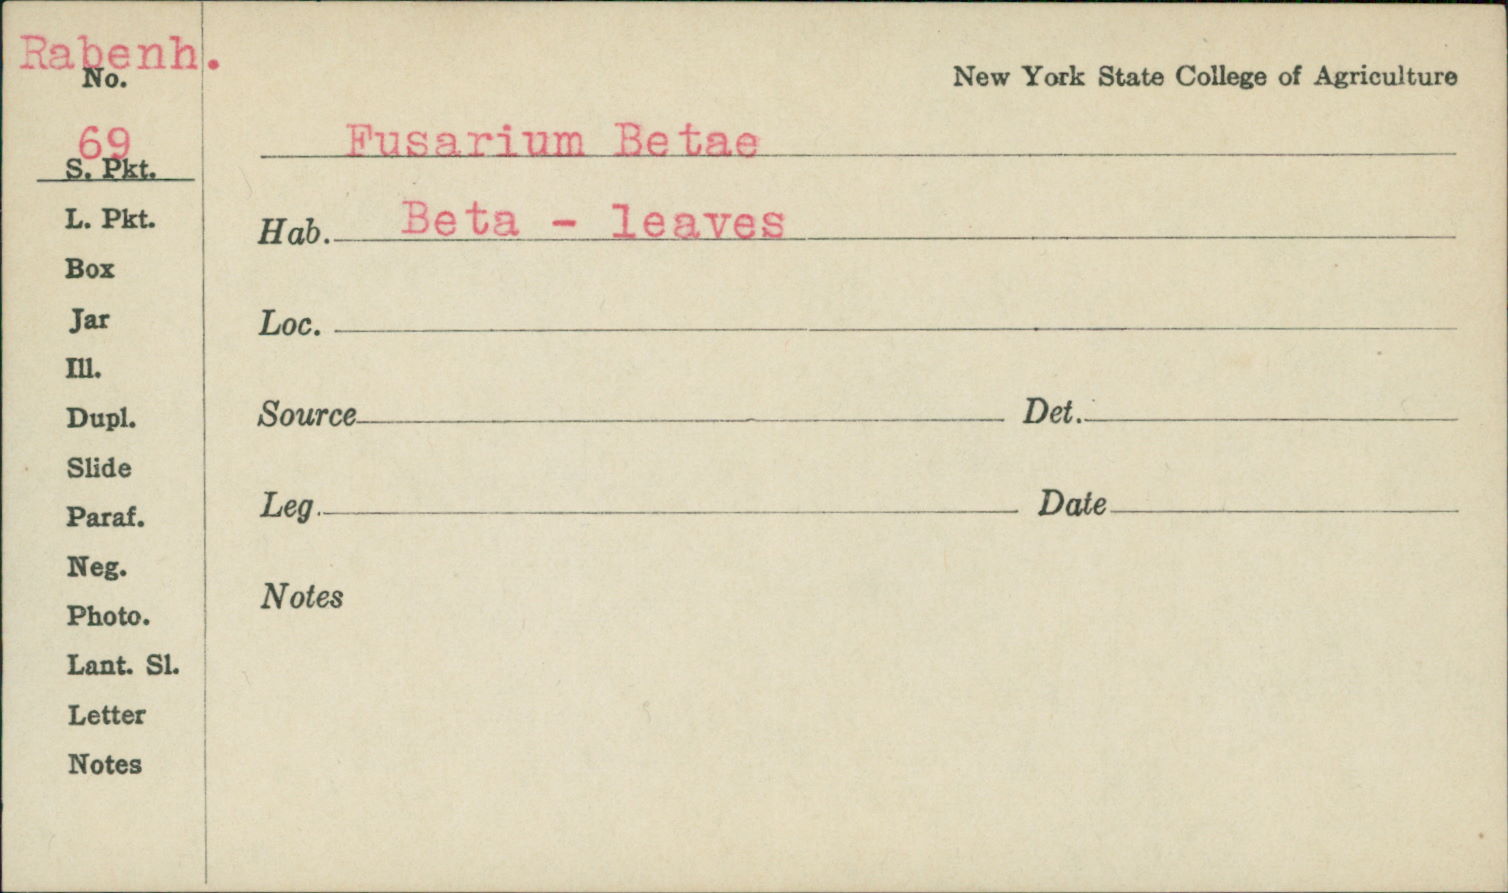 Rabenh.
No.
New York State College of Agriculture
69
Fusarium Betae
S. Pkt.
L. Pkt.
Hab. Beta - leaves
Box
Jar
Loc.
Ill.
Dupl.
Source Det.
Slide
Paraf.
Leg. Date
Neg.
Notes
Photo.
Lant. Sl.
Letter
Notes